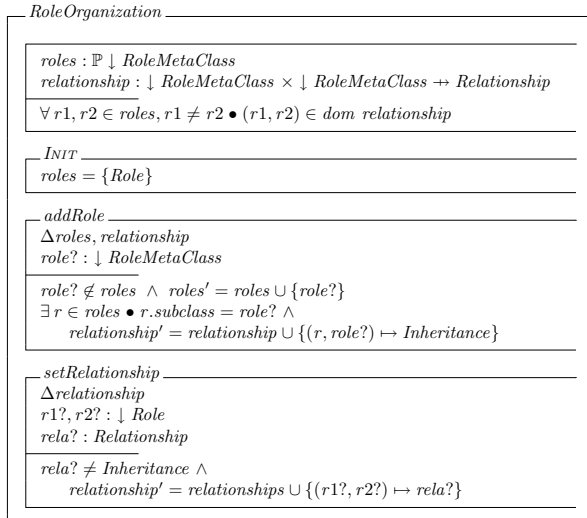 RoleOrganization
roles : ℙ ↓ RoleMetaClass
relationship : ↓ RoleMetaClass × ↓ RoleMetaClass ⇸ Relationship
∀ r1, r2 ∈ roles, r1 ≠ r2 • (r1, r2) ∈ dom relationship
INIT
roles = {Role}
addRole
Δroles, relationship
role? : ↓ RoleMetaClass
role? ∉ roles ∧ roles′ = roles ∪ {role?}
∃ r ∈ roles • r.subclass = role? ∧
relationship′ = relationship ∪ {(r, role?) ↦ Inheritance}
setRelationship
Δrelationship
r1?, r2? : ↓ Role
rela? : Relationship
rela? ≠ Inheritance ∧
relationship′ = relationships ∪ {(r1?, r2?) ↦ rela?}